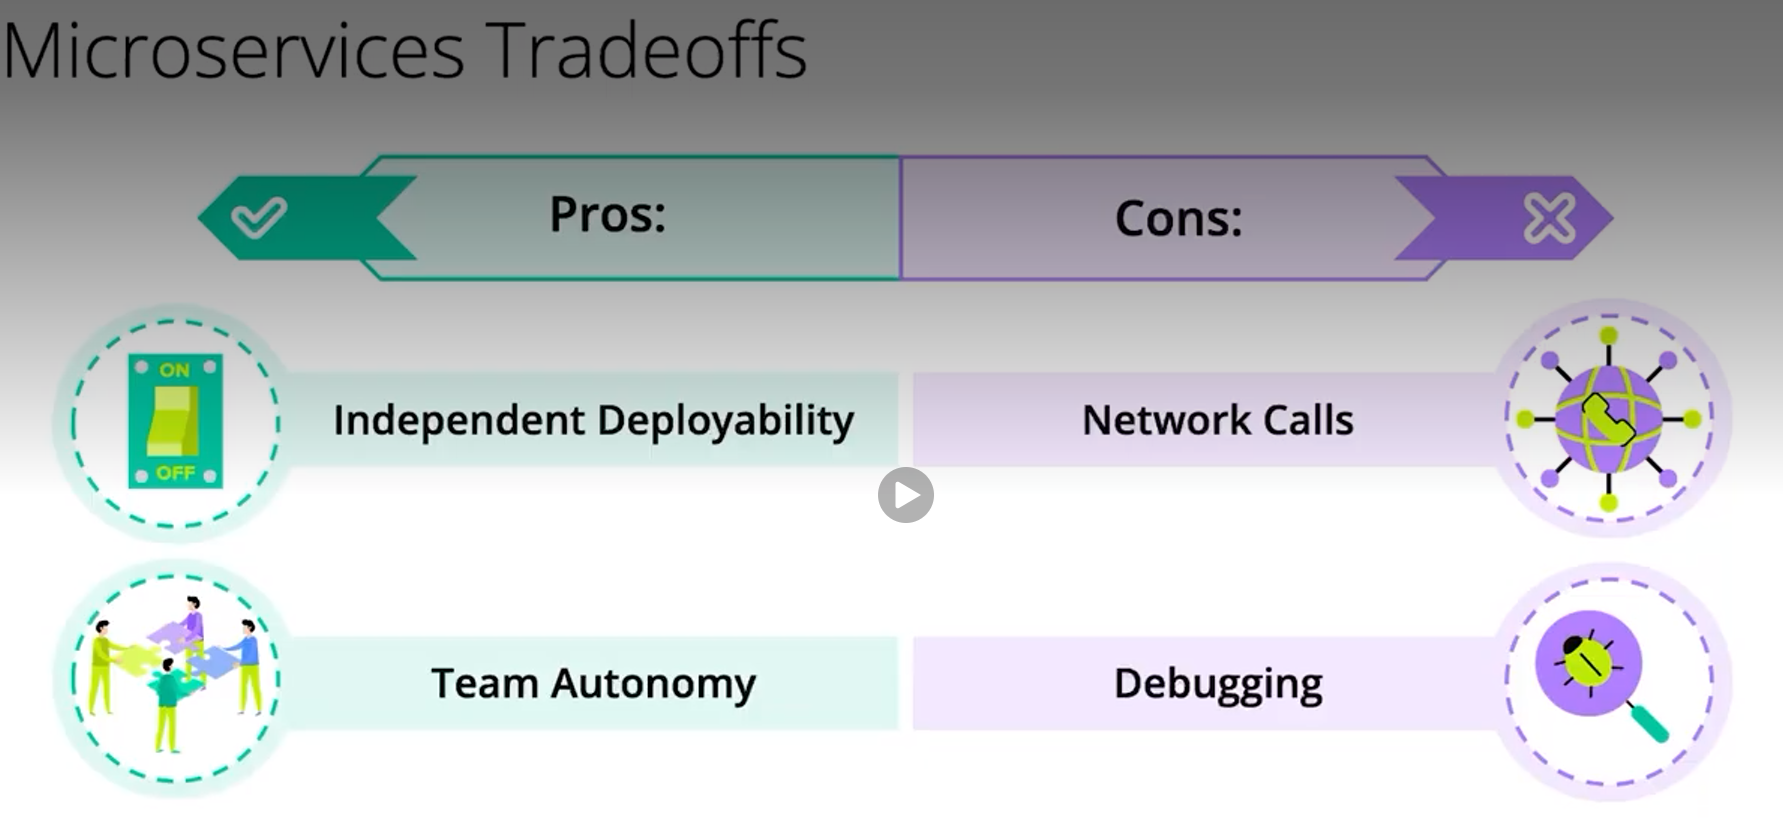 Microservices Tradeoffs
Pros:
Cons:
ON
OFF
Independent Deployability
Network Calls
Team Autonomy
Debugging